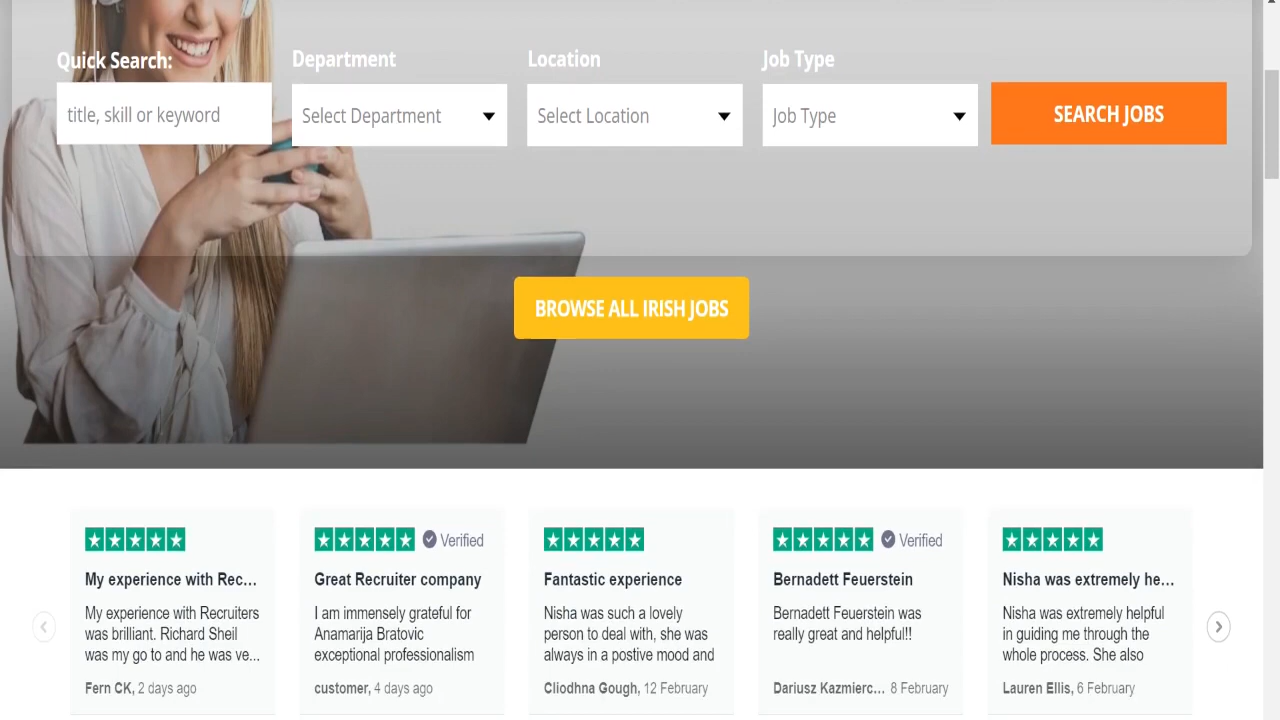 Quick Search:
Department
Location
Job Type
title, skill or keyword
Select Department
Select Location
Job Type
SEARCH JOBS
BROWSE ALL IRISH JOBS
My experience with Rec...
My experience with Recruiters
was brilliant. Richard Sheil
was my go to and he was ve...
Fern CK, 2 days ago
Verified
Great Recruiter company
I am immensely grateful for
Anamarija Bratovic
exceptional professionalism
customer, 4 days ago
Fantastic experience
Nisha was such a lovely
person to deal with, she was
always in a postive mood and
Cliodhna Gough, 12 February
Verified
Bernadett Feuerstein
Bernadett Feuerstein was
really great and helpful!!
Dariusz Kazmierc... 8 February
Nisha was extremely he...
Nisha was extremely helpful
in guiding me through the
whole process. She also
Lauren Ellis, 6 February